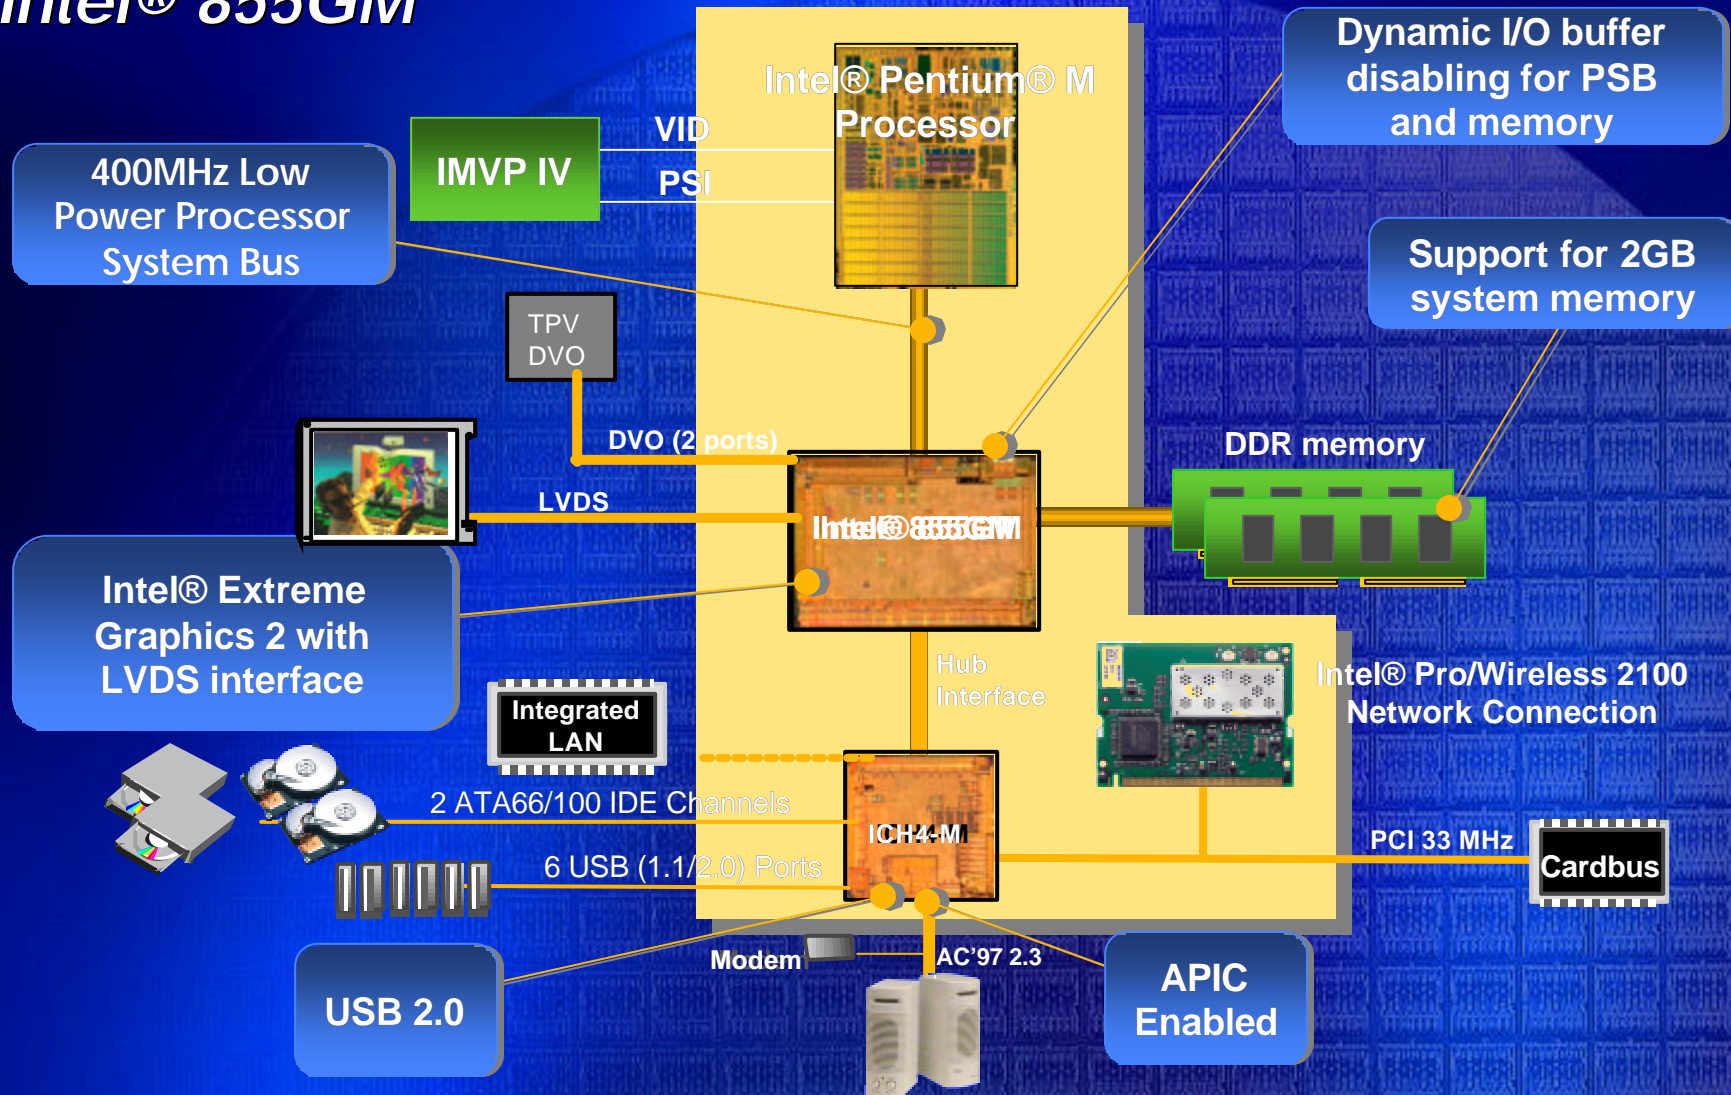 Intel® 855GM
Intel® Pentium® M
Processor
Dynamic I/O buffer
disabling for PSB
and memory
VID
IMVP IV
PSI
400MHz Low
Power Processor
System Bus
Support for 2GB
system memory
TPV
DVO
DVO (2 ports)
DDR memory
LVDS
Intel® 855GM
Intel® Extreme
Graphics 2 with
LVDS interface
Hub
Interface
Intel® Pro/Wireless 2100
Network Connection
Integrated
LAN
2 ATA66/100 IDE Channels
ICH4-M
PCI 33 MHz
Cardbus
6 USB (1.1/2.0) Ports
Modem
AC'97 2.3
USB 2.0
APIC
Enabled